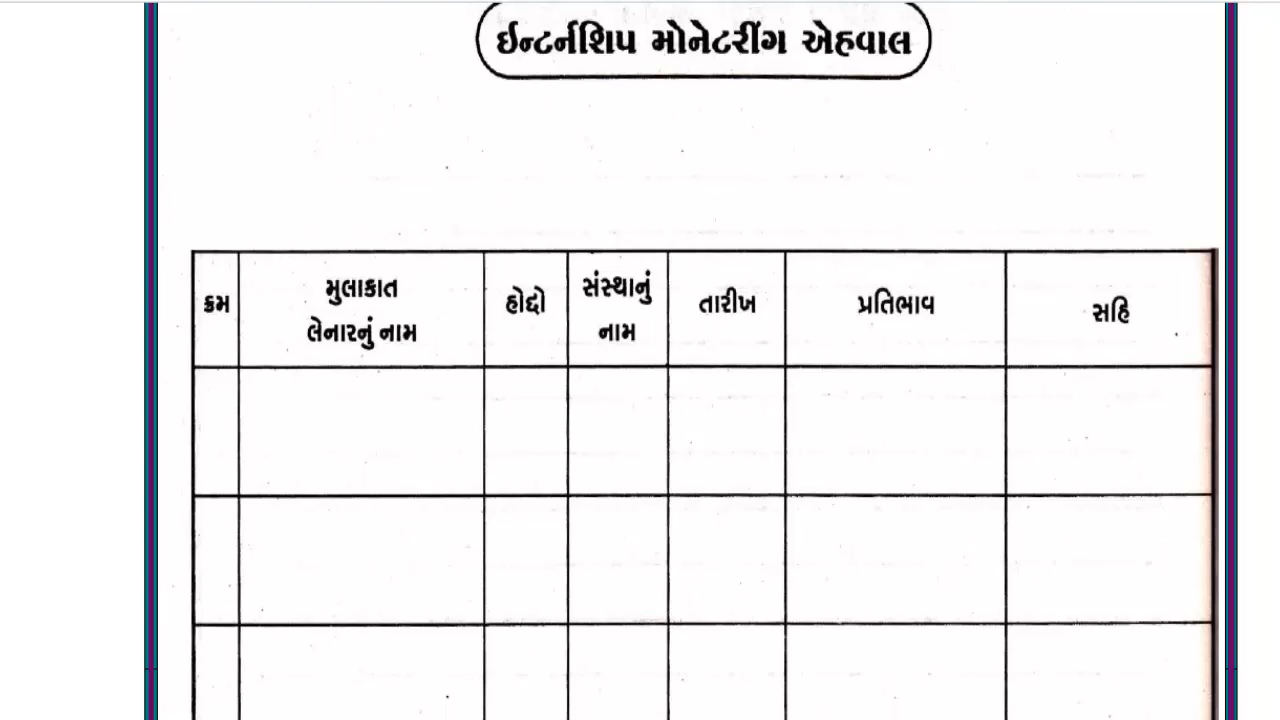 ઈન્ટર્નશિપ મોનેટરીંગ એહવાલ
ક્રમ
મુલાકાત
લેનારનું નામ
હોદ્દો
સંસ્થાનું
નામ
તારીખ
પ્રતિભાવ
સહિ